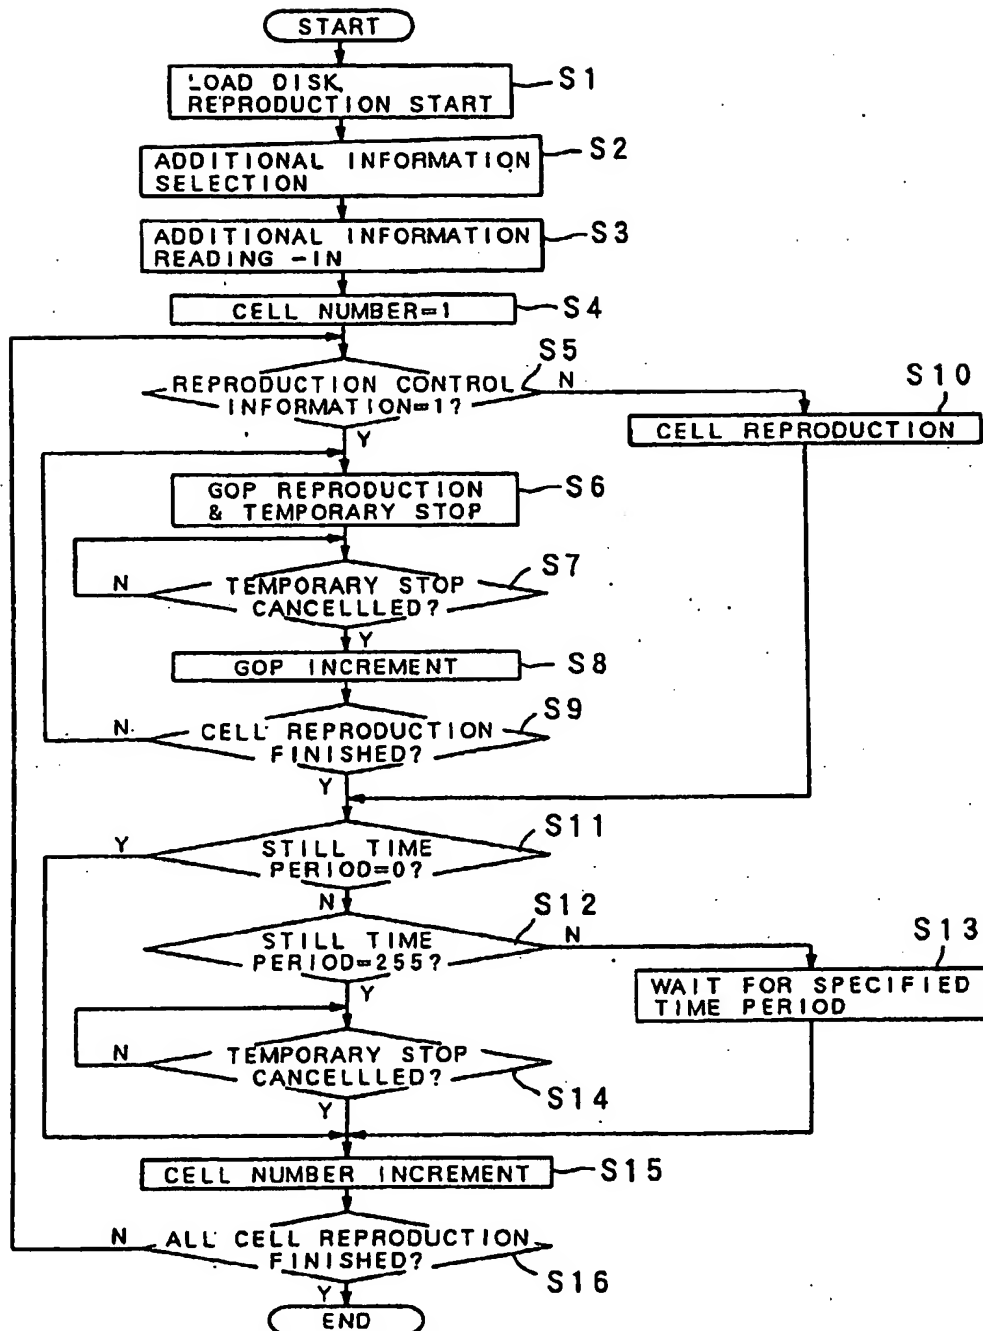 START
LOAD DISK,
REPRODUCTION START
S1
ADDITIONAL INFORMATION
SELECTION
S2
ADDITIONAL INFORMATION
READING -IN
S3
CELL NUMBER=1
S4
REPRODUCTION CONTROL
INFORMATION=1?
S5
N
Y
CELL REPRODUCTION
S10
GOP REPRODUCTION
& TEMPORARY STOP
S6
TEMPORARY STOP
CANCELLLED?
S7
N
Y
GOP INCREMENT
S8
CELL REPRODUCTION
FINISHED?
S9
N
Y
STILL TIME
PERIOD=0?
S11
Y
N
STILL TIME
PERIOD=255?
S12
N
Y
WAIT FOR SPECIFIED
TIME PERIOD
S13
TEMPORARY STOP
CANCELLLED?
S14
N
Y
CELL NUMBER INCREMENT
S15
ALL CELL REPRODUCTION
FINISHED?
S16
N
Y
END